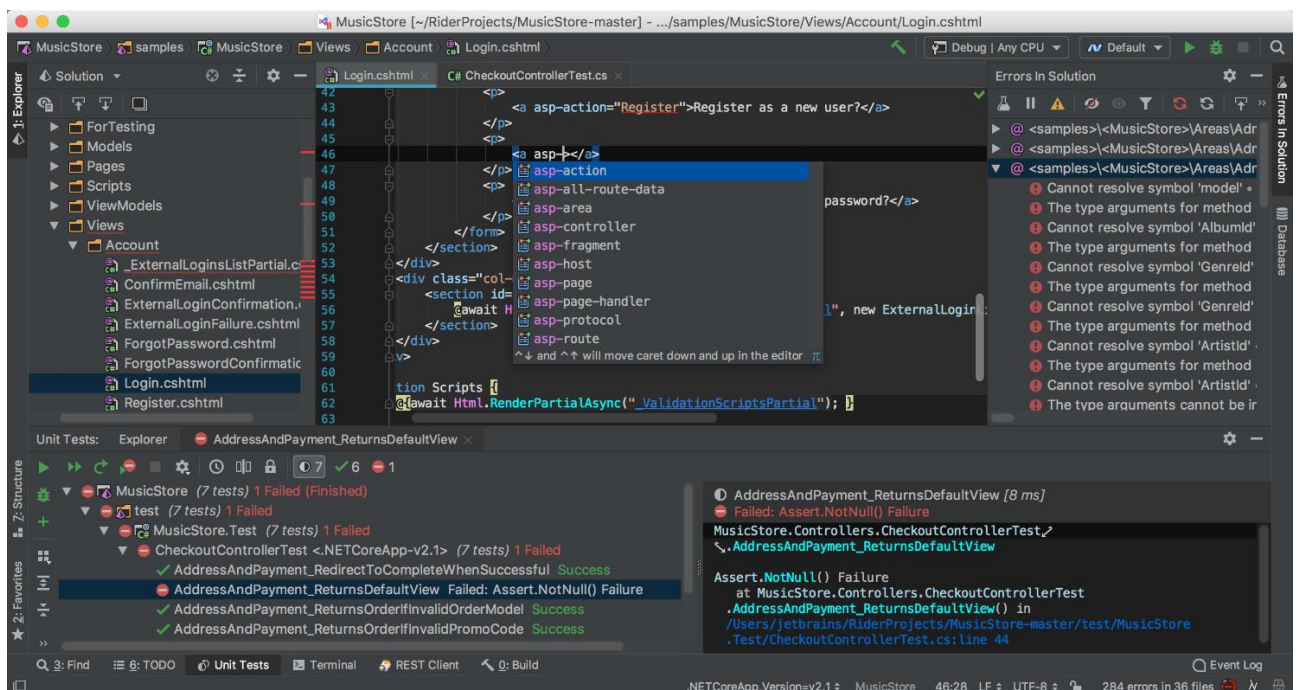 MusicStore [~/RiderProjects/MusicStore-master] - .../samples/MusicStore/Views/Account/Login.cshtml
MusicStore samples MusicStore Views Account Login.cshtml Debug | Any CPU Default
1: Explorer
Solution
ForTesting
Models
Pages
Scripts
ViewModels
Views
Account
_ExternalLoginsListPartial.cs
ConfirmEmail.cshtml
ExternalLoginConfirmation.
ExternalLoginFailure.cshtml
ForgotPassword.cshtml
ForgotPasswordConfirmatic
Login.cshtml
Register.cshtml
Login.cshtml C# CheckoutControllerTest.cs
42 <p>
43 <a asp-action="Register">Register as a new user?</a>
44 </p>
45 <p>
46 <a asp-></a>
47 </p>
48 <p>
49 password?</a>
50 </p>
51 </form>
52 </section>
53 </div>
54 <div class="col-
55 <section id=
56 @await H l", new ExternalLogin
57 </section>
58 </div>
59 v>
60
61 tion Scripts {
62 @{await Html.RenderPartialAsync("_ValidationScriptsPartial"); }
63
asp-action
asp-all-route-data
asp-area
asp-controller
asp-fragment
asp-host
asp-page
asp-page-handler
asp-protocol
asp-route
^↓ and ^↑ will move caret down and up in the editor π
Errors In Solution
@ <samples>\<MusicStore>\Areas\Adr
@ <samples>\<MusicStore>\Areas\Adr
@ <samples>\<MusicStore>\Areas\Adr
Cannot resolve symbol 'model'
The type arguments for method
Cannot resolve symbol 'AlbumId'
The type arguments for method
Cannot resolve symbol 'GenreId'
The type arguments for method
Cannot resolve symbol 'GenreId'
The type arguments for method
Cannot resolve symbol 'ArtistId'
The type arguments for method
Cannot resolve symbol 'ArtistId'
The type arguments cannot be ir
Errors In Solution
Database
Unit Tests: Explorer AddressAndPayment_ReturnsDefaultView
7 6 1
MusicStore (7 tests) 1 Failed (Finished)
test (7 tests) 1 Failed
MusicStore.Test (7 tests) 1 Failed
CheckoutControllerTest <.NETCoreApp-v2.1> (7 tests) 1 Failed
AddressAndPayment_RedirectToCompleteWhenSuccessful Success
AddressAndPayment_ReturnsDefaultView Failed: Assert.NotNull() Failure
AddressAndPayment_ReturnsOrderIfInvalidOrderModel Success
AddressAndPayment_ReturnsOrderIfInvalidPromoCode Success
AddressAndPayment_ReturnsDefaultView [8 ms]
Failed: Assert.NotNull() Failure
MusicStore.Controllers.CheckoutControllerTest
.AddressAndPayment_ReturnsDefaultView
Assert.NotNull() Failure
at MusicStore.Controllers.CheckoutControllerTest
.AddressAndPayment_ReturnsDefaultView() in
/Users/jetbrains/RiderProjects/MusicStore-master/test/MusicStore
.Test/CheckoutControllerTest.cs:line 44
Z: Structure
2: Favorites
3: Find 6: TODO Unit Tests Terminal REST Client 0: Build Event Log
.NETCoreApp,Version=v2.1 MusicStore 46:28 LF UTF-8 284 errors in 36 files